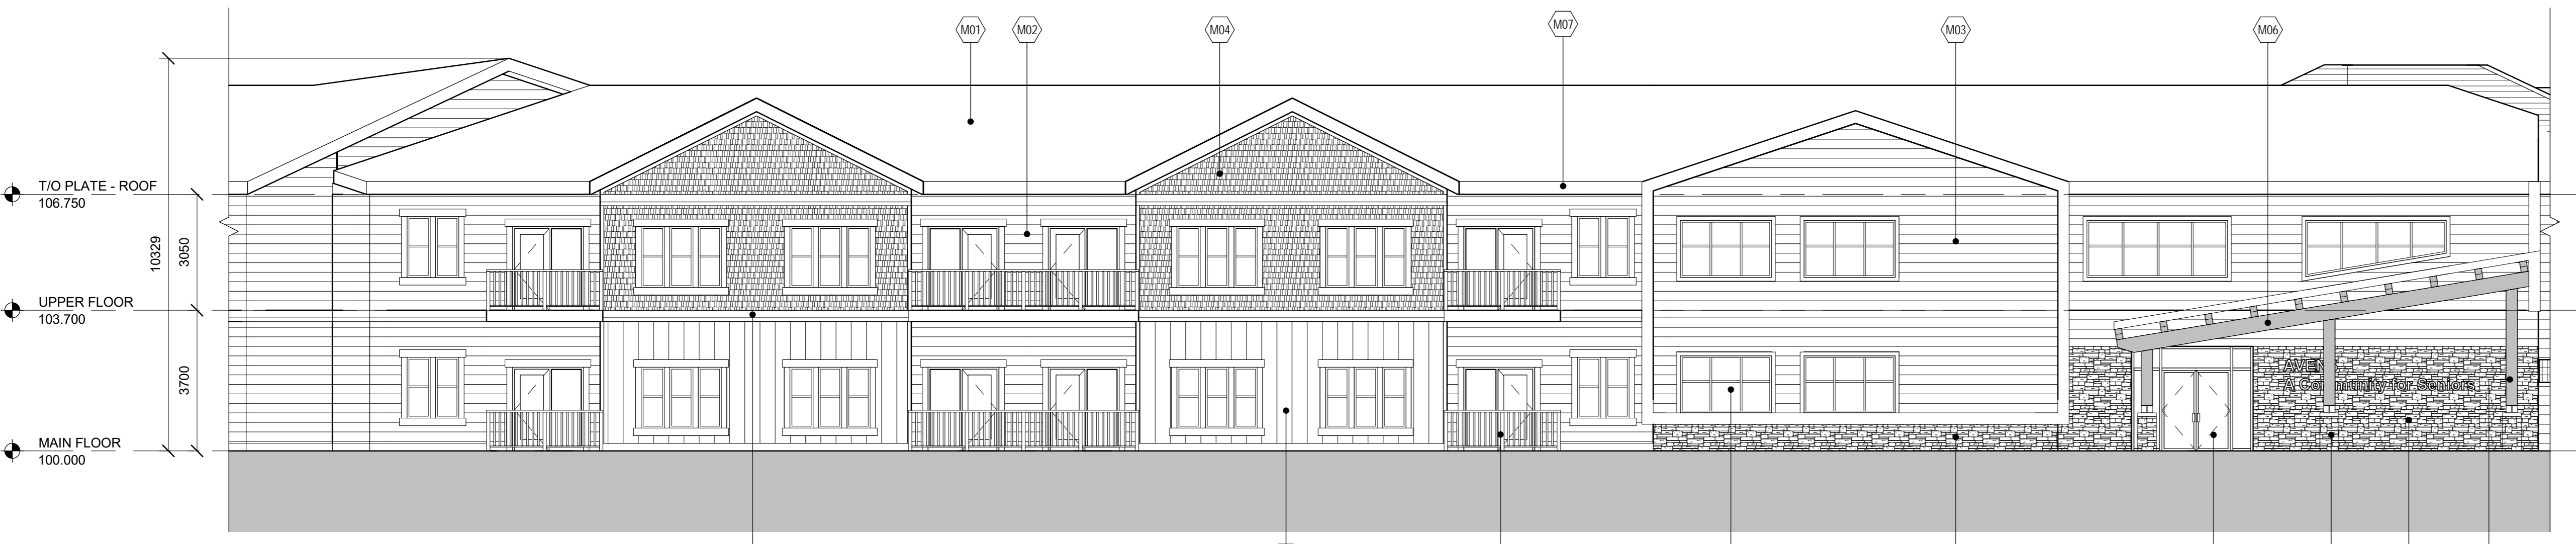 M01
M02
M04
M07
M03
M06
T/O PLATE - ROOF
106.750
UPPER FLOOR
103.700
MAIN FLOOR
100.000
10329
3050
3700
A Community for Seniors